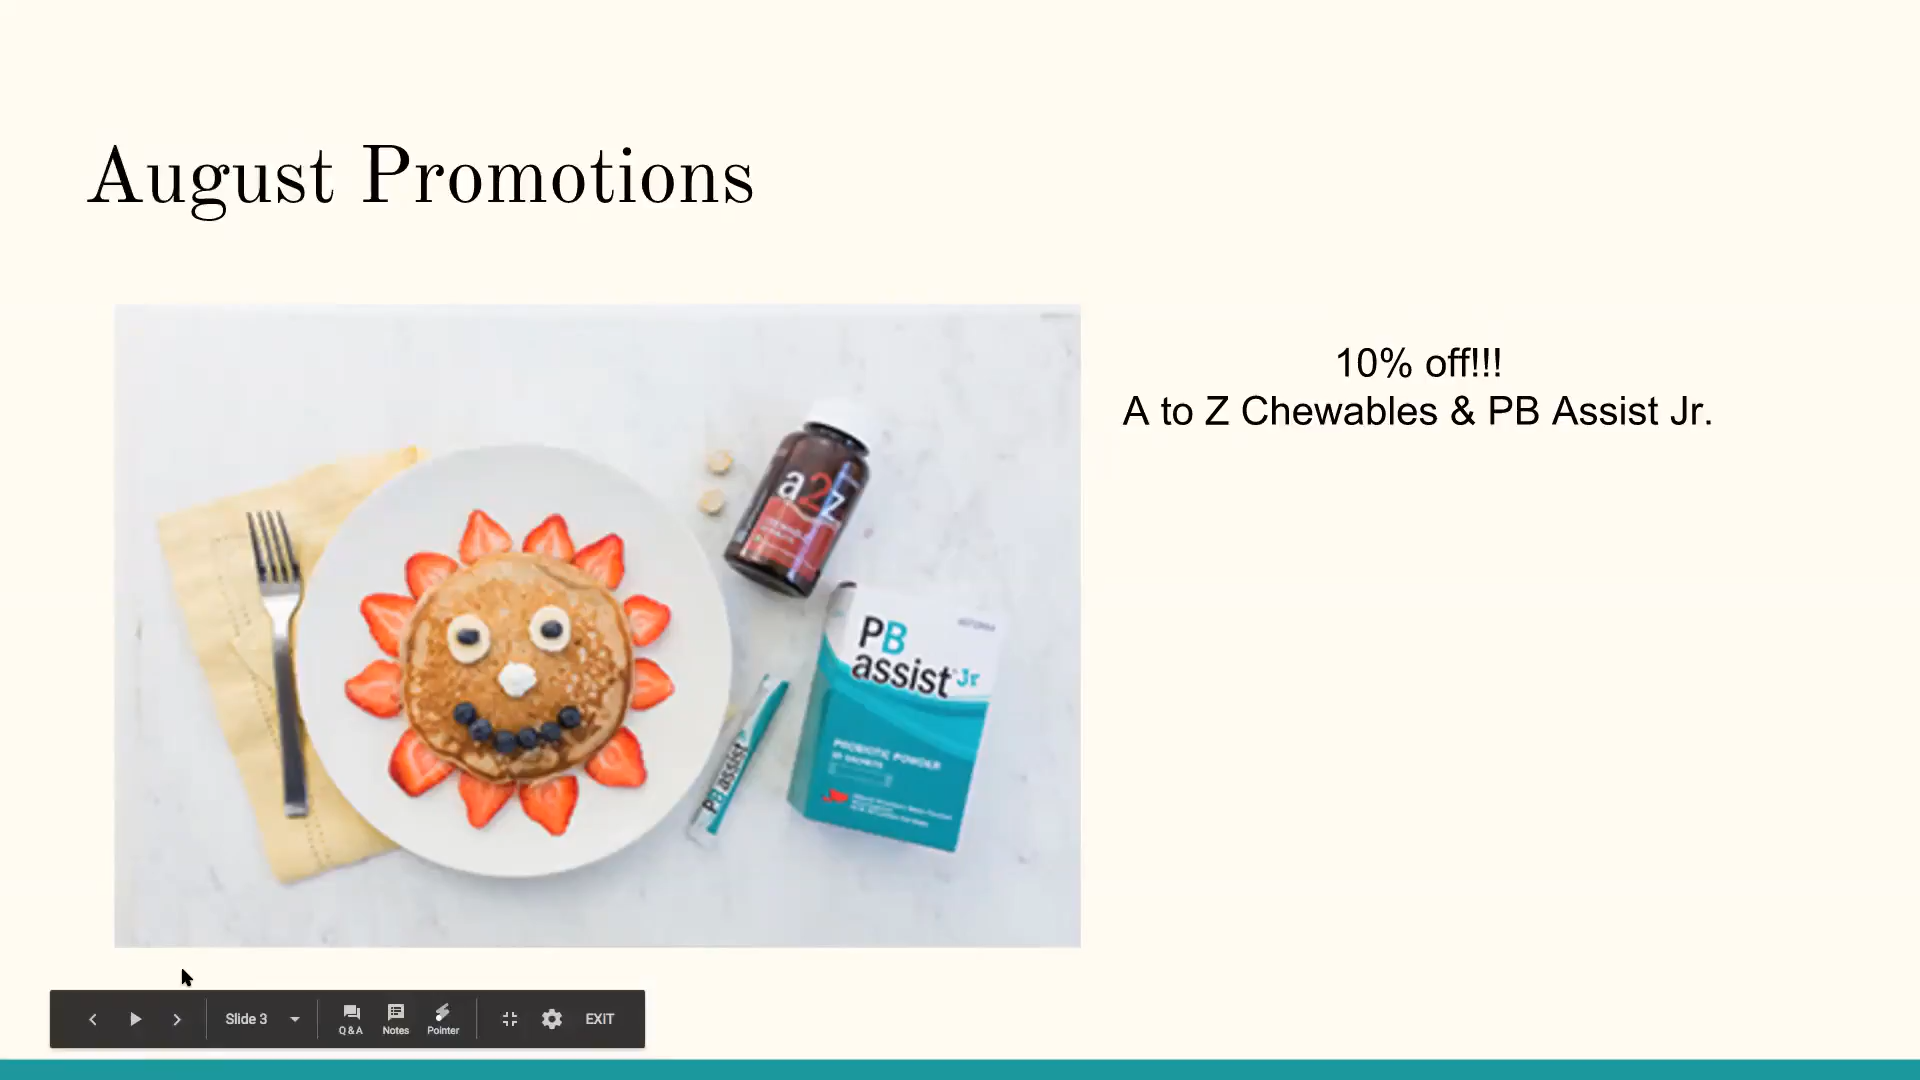 August Promotions
10% off!!!
A to Z Chewables & PB Assist Jr.
a2z
PB
assist Jr
PROBIOTIC POWDER
PB assist
Slide 3
Q&A
Notes
Pointer
EXIT